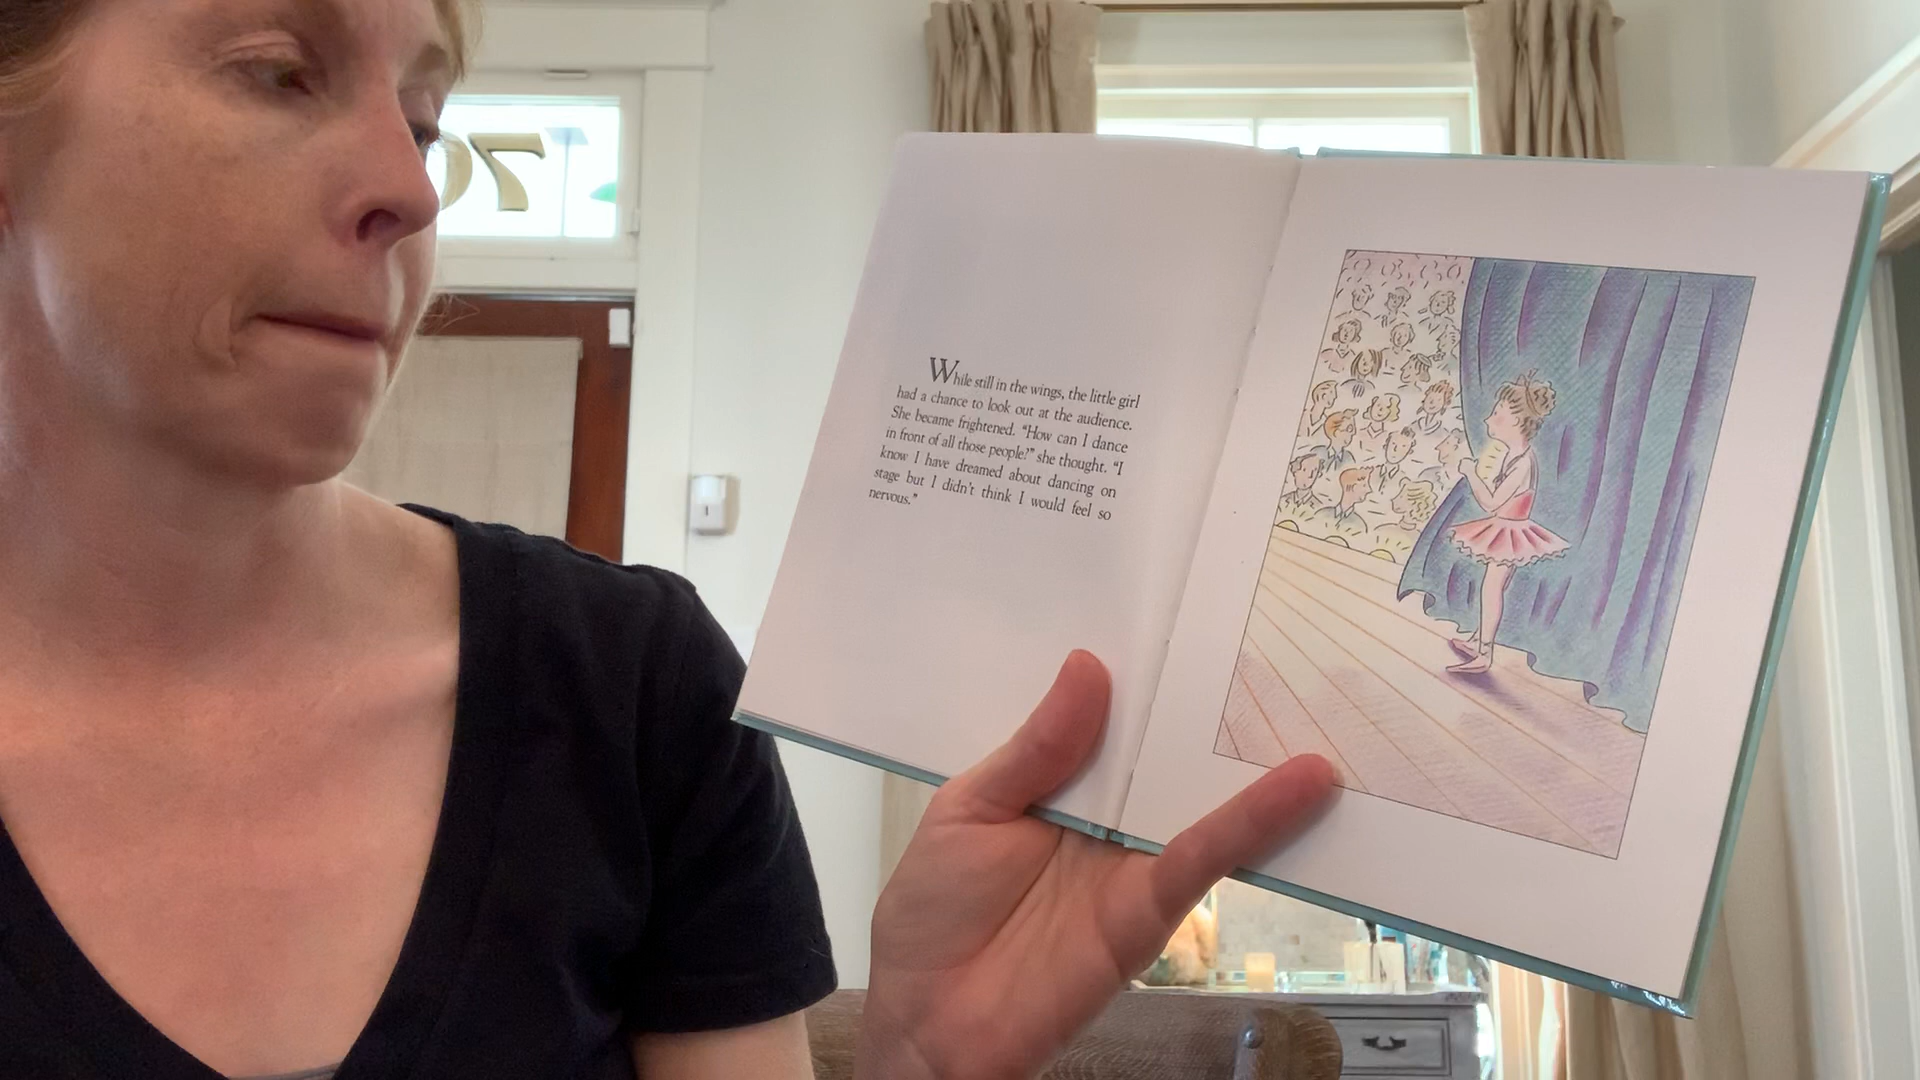 While still in the wings, the little girl
had a chance to look out at the audience.
She became frightened. “How can I dance
in front of all those people?” she thought. “I
know I have dreamed about dancing on
stage but I didn’t think I would feel so
nervous.”